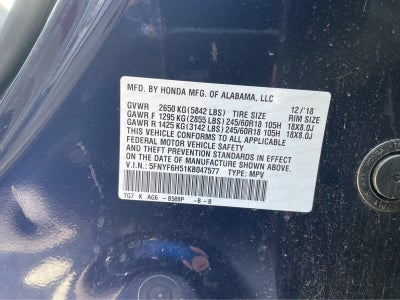 MFD. BY HONDA MFG. OF ALABAMA, LLC 12/'18
GVWR 2650 KG(5842 LBS) TIRE SIZE RIM SIZE
GAWR F 1295 KG(2855 LBS)245/60R18 105H 18X8.0J
GAWR R 1425 KG(3142 LBS)245/60R18 105H 18X8.0J
THIS VEHICLE CONFORMS TO ALL APPLICABLE
FEDERAL MOTOR VEHICLE SAFETY
AND THEFT PREVENTION STANDARDS IN EFFECT
ON THE DATE OF MANUFACTURE SHOWN ABOVE.
V.I.N.: 5FNYF6H51KB047577 TYPE: MPV
TG7 K A06 -B588P -B-B